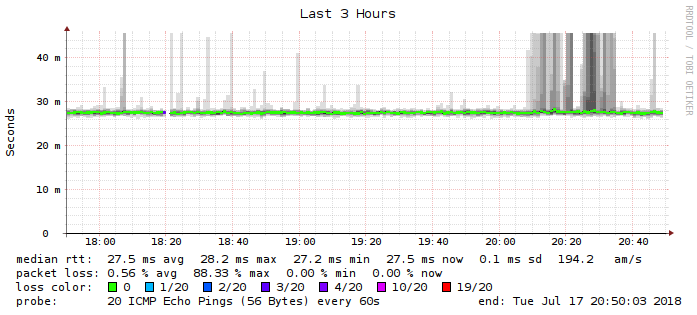 Last 3 Hours
RRDTOOL / TOBI OETIKER
Seconds
40 m
30 m
20 m
10 m
0
18:00 18:20 18:40 19:00 19:20 19:40 20:00 20:20 20:40
median rtt: 27.5 ms avg 28.2 ms max 27.2 ms min 27.5 ms now 0.1 ms sd 194.2 am/s
packet loss: 0.56 % avg 88.33 % max 0.00 % min 0.00 % now
loss color: 0 1/20 2/20 3/20 4/20 10/20 19/20
probe: 20 ICMP Echo Pings (56 Bytes) every 60s end: Tue Jul 17 20:50:03 2018